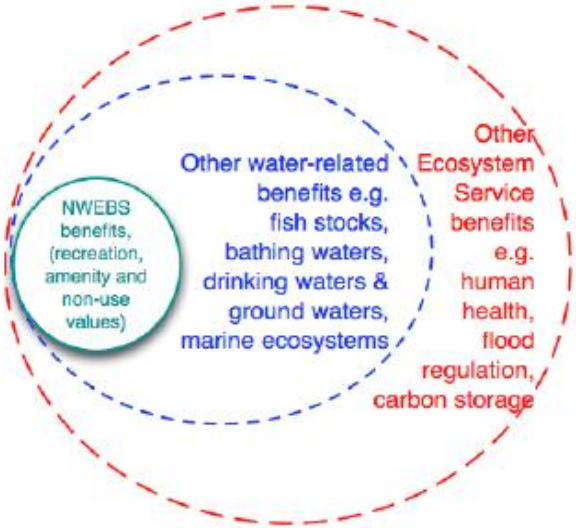 NWEBS
benefits,
(recreation,
amenity and
non-use
values)
Other water-related
benefits e.g.
fish stocks,
bathing waters,
drinking waters &
ground waters,
marine ecosystems
Other
Ecosystem
Service
benefits
e.g.
human
health,
flood
regulation,
carbon storage